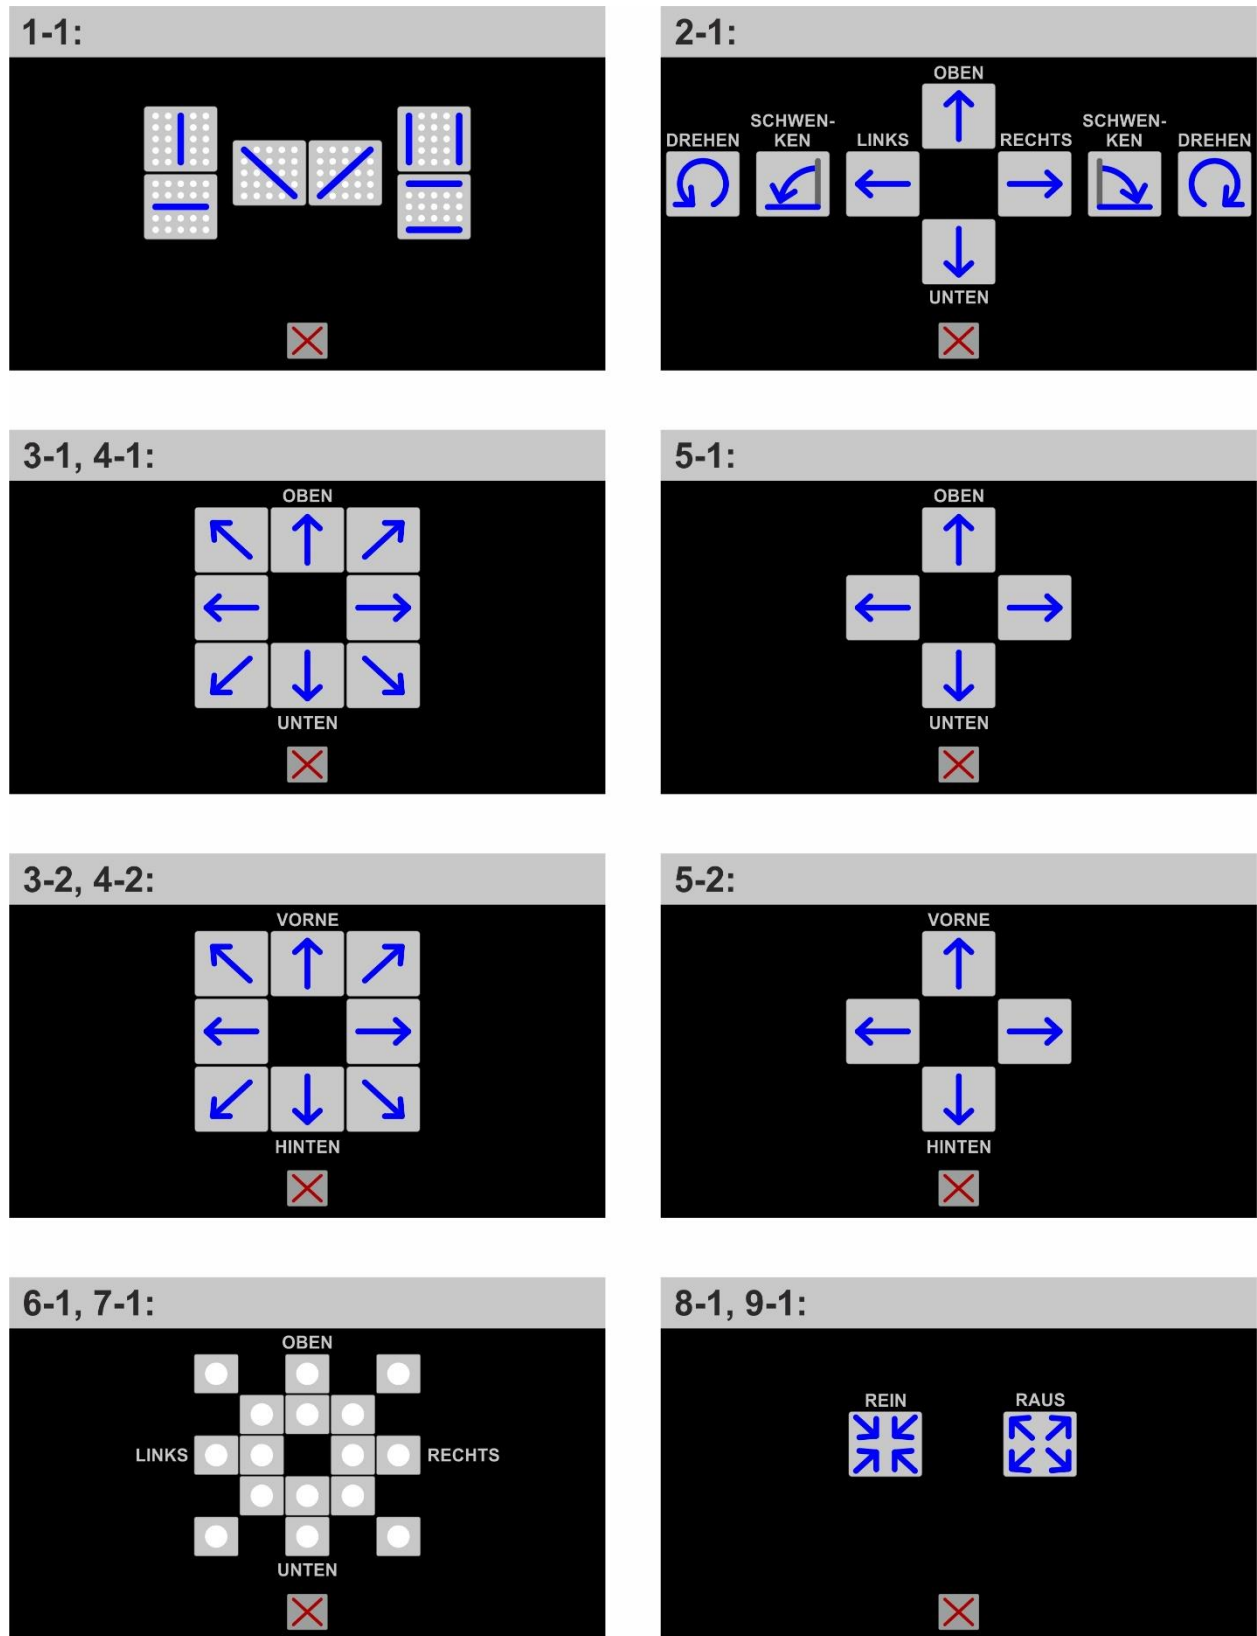 1-1:
2-1:
OBEN
DREHEN SCHWEN-KEN LINKS RECHTS SCHWEN-KEN DREHEN
UNTEN
3-1, 4-1:
OBEN
UNTEN
5-1:
OBEN
UNTEN
3-2, 4-2:
VORNE
HINTEN
5-2:
VORNE
HINTEN
6-1, 7-1:
OBEN
LINKS RECHTS
UNTEN
8-1, 9-1:
REIN RAUS